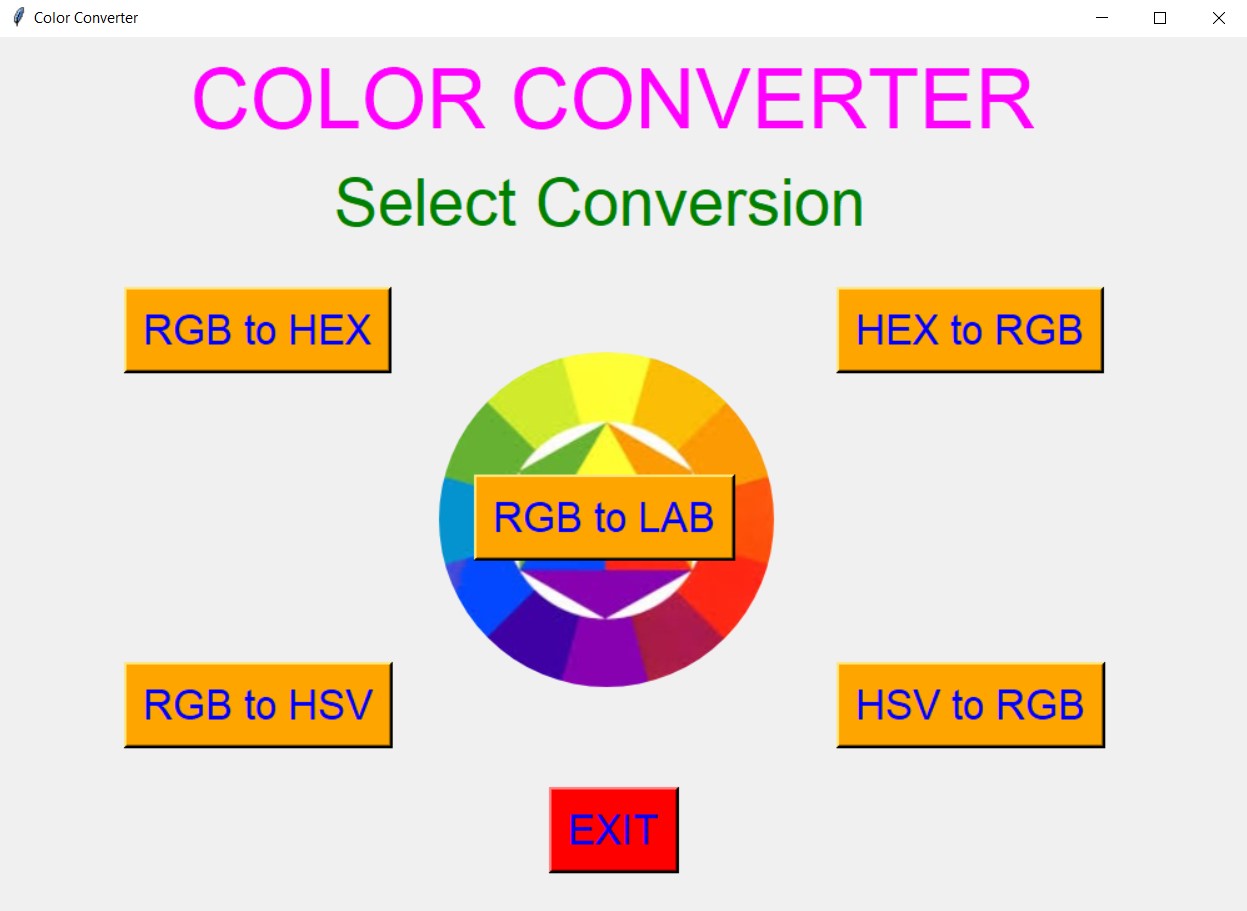 Color Converter
COLOR CONVERTER
Select Conversion
RGB to HEX
HEX to RGB
RGB to LAB
RGB to HSV
HSV to RGB
EXIT